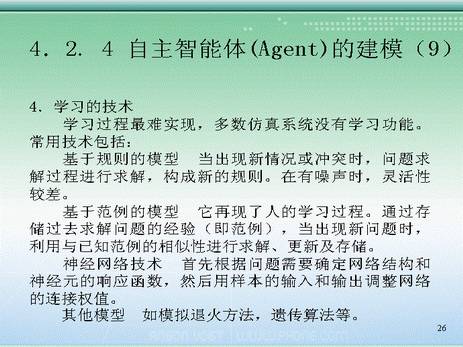 4．2．4 自主智能体(Agent)的建模（9）
4．学习的技术
学习过程最难实现，多数仿真系统没有学习功能。
常用技术包括:
基于规则的模型 当出现新情况或冲突时，问题求
解过程进行求解，构成新的规则。在有噪声时，灵活性
较差。
基于范例的模型 它再现了人的学习过程。通过存
储过去求解问题的经验（即范例），当出现新问题时，
利用与已知范例的相似性进行求解、更新及存储。
神经网络技术 首先根据问题需要确定网络结构和
神经元的响应函数，然后用样本的输入和输出调整网络
的连接权值。
其他模型 如模拟退火方法，遗传算法等。
26